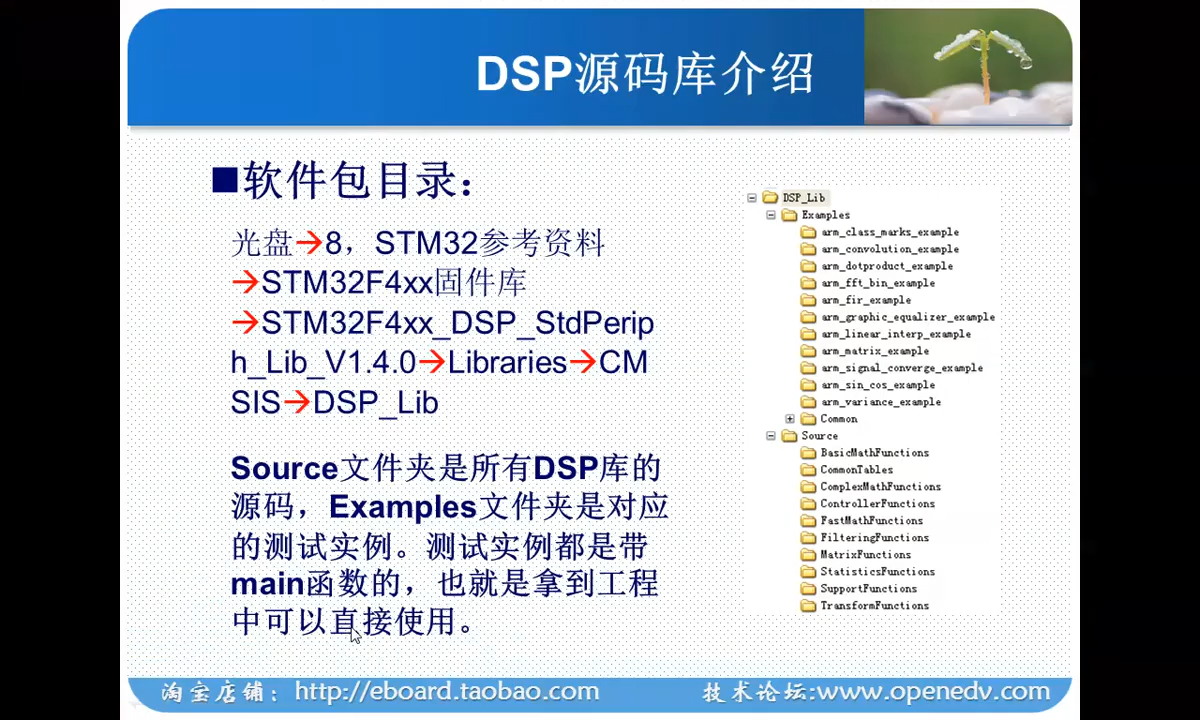 DSP源码库介绍
■软件包目录：
光盘→8，STM32参考资料
→STM32F4xx固件库
→STM32F4xx_DSP_StdPerip
h_Lib_V1.4.0→Libraries→CM
SIS→DSP_Lib
Source文件夹是所有DSP库的
源码，Examples文件夹是对应
的测试实例。测试实例都是带
main函数的，也就是拿到工程
中可以直接使用。
DSP_Lib
Examples
arm_class_marks_example
arm_convolution_example
arm_dotproduct_example
arm_fft_bin_example
arm_fir_example
arm_graphic_equalizer_example
arm_linear_interp_example
arm_matrix_example
arm_signal_converge_example
arm_sin_cos_example
arm_variance_example
Common
Source
BasicMathFunctions
CommonTables
ComplexMathFunctions
ControllerFunctions
FastMathFunctions
FilteringFunctions
MatrixFunctions
StatisticsFunctions
SupportFunctions
TransformFunctions
淘宝店铺：http://eboard.taobao.com
技术论坛:www.openedv.com